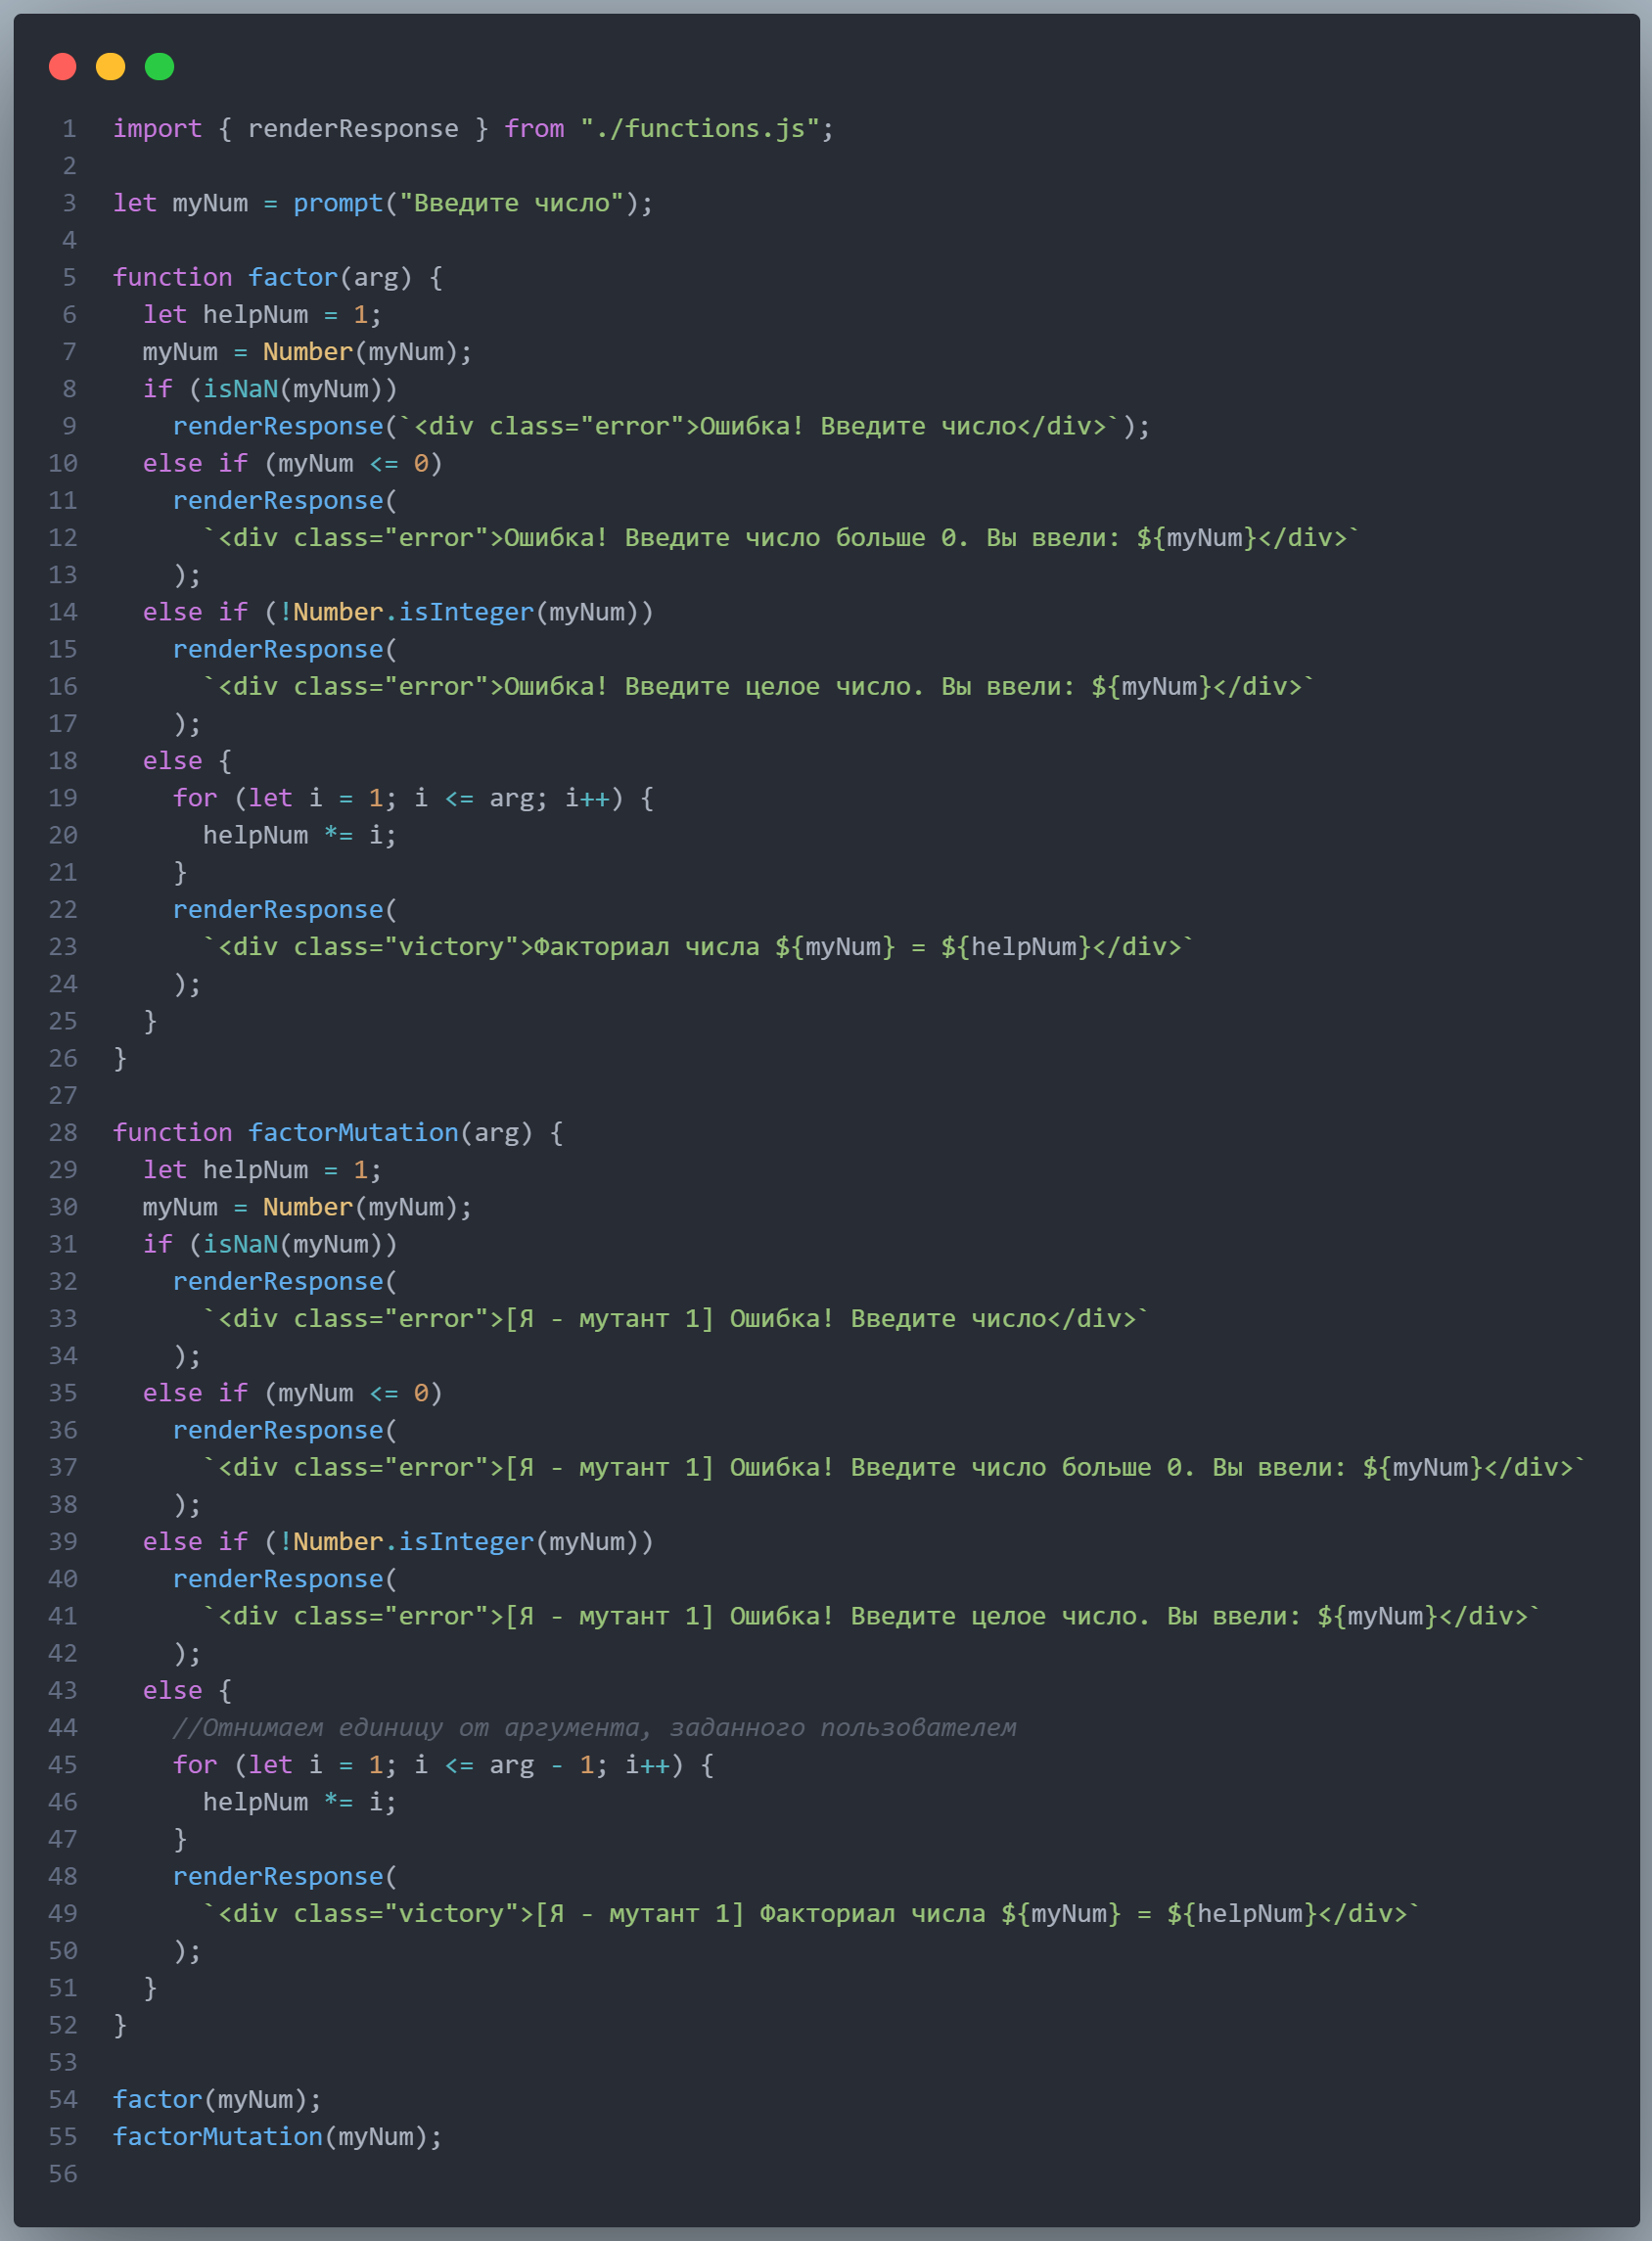 1 import { renderResponse } from "./functions.js";
2
3 let myNum = prompt("Введите число");
4
5 function factor(arg) {
6   let helpNum = 1;
7   myNum = Number(myNum);
8   if (isNaN(myNum))
9     renderResponse(`<div class="error">Ошибка! Введите число</div>`);
10   else if (myNum <= 0)
11     renderResponse(
12       `<div class="error">Ошибка! Введите число больше 0. Вы ввели: ${myNum}</div>`
13     );
14   else if (!Number.isInteger(myNum))
15     renderResponse(
16       `<div class="error">Ошибка! Введите целое число. Вы ввели: ${myNum}</div>`
17     );
18   else {
19     for (let i = 1; i <= arg; i++) {
20       helpNum *= i;
21     }
22     renderResponse(
23       `<div class="victory">Факториал числа ${myNum} = ${helpNum}</div>`
24     );
25   }
26 }
27
28 function factorMutation(arg) {
29   let helpNum = 1;
30   myNum = Number(myNum);
31   if (isNaN(myNum))
32     renderResponse(
33       `<div class="error">[Я - мутант 1] Ошибка! Введите число</div>`
34     );
35   else if (myNum <= 0)
36     renderResponse(
37       `<div class="error">[Я - мутант 1] Ошибка! Введите число больше 0. Вы ввели: ${myNum}</div>`
38     );
39   else if (!Number.isInteger(myNum))
40     renderResponse(
41       `<div class="error">[Я - мутант 1] Ошибка! Введите целое число. Вы ввели: ${myNum}</div>`
42     );
43   else {
44     //Отнимаем единицу от аргумента, заданного пользователем
45     for (let i = 1; i <= arg - 1; i++) {
46       helpNum *= i;
47     }
48     renderResponse(
49       `<div class="victory">[Я - мутант 1] Факториал числа ${myNum} = ${helpNum}</div>`
50     );
51   }
52 }
53
54 factor(myNum);
55 factorMutation(myNum);
56